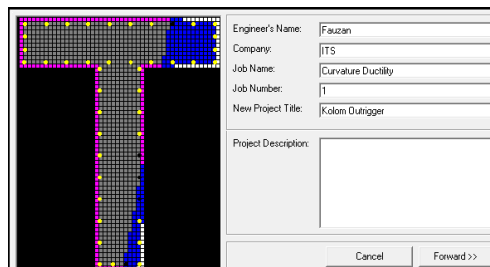 Engineer's Name: Fauzan
Company: ITS
Job Name: Curvature Ductility
Job Number: 1
New Project Title: Kolom Outrigger
Project Description:
Cancel Forward >>